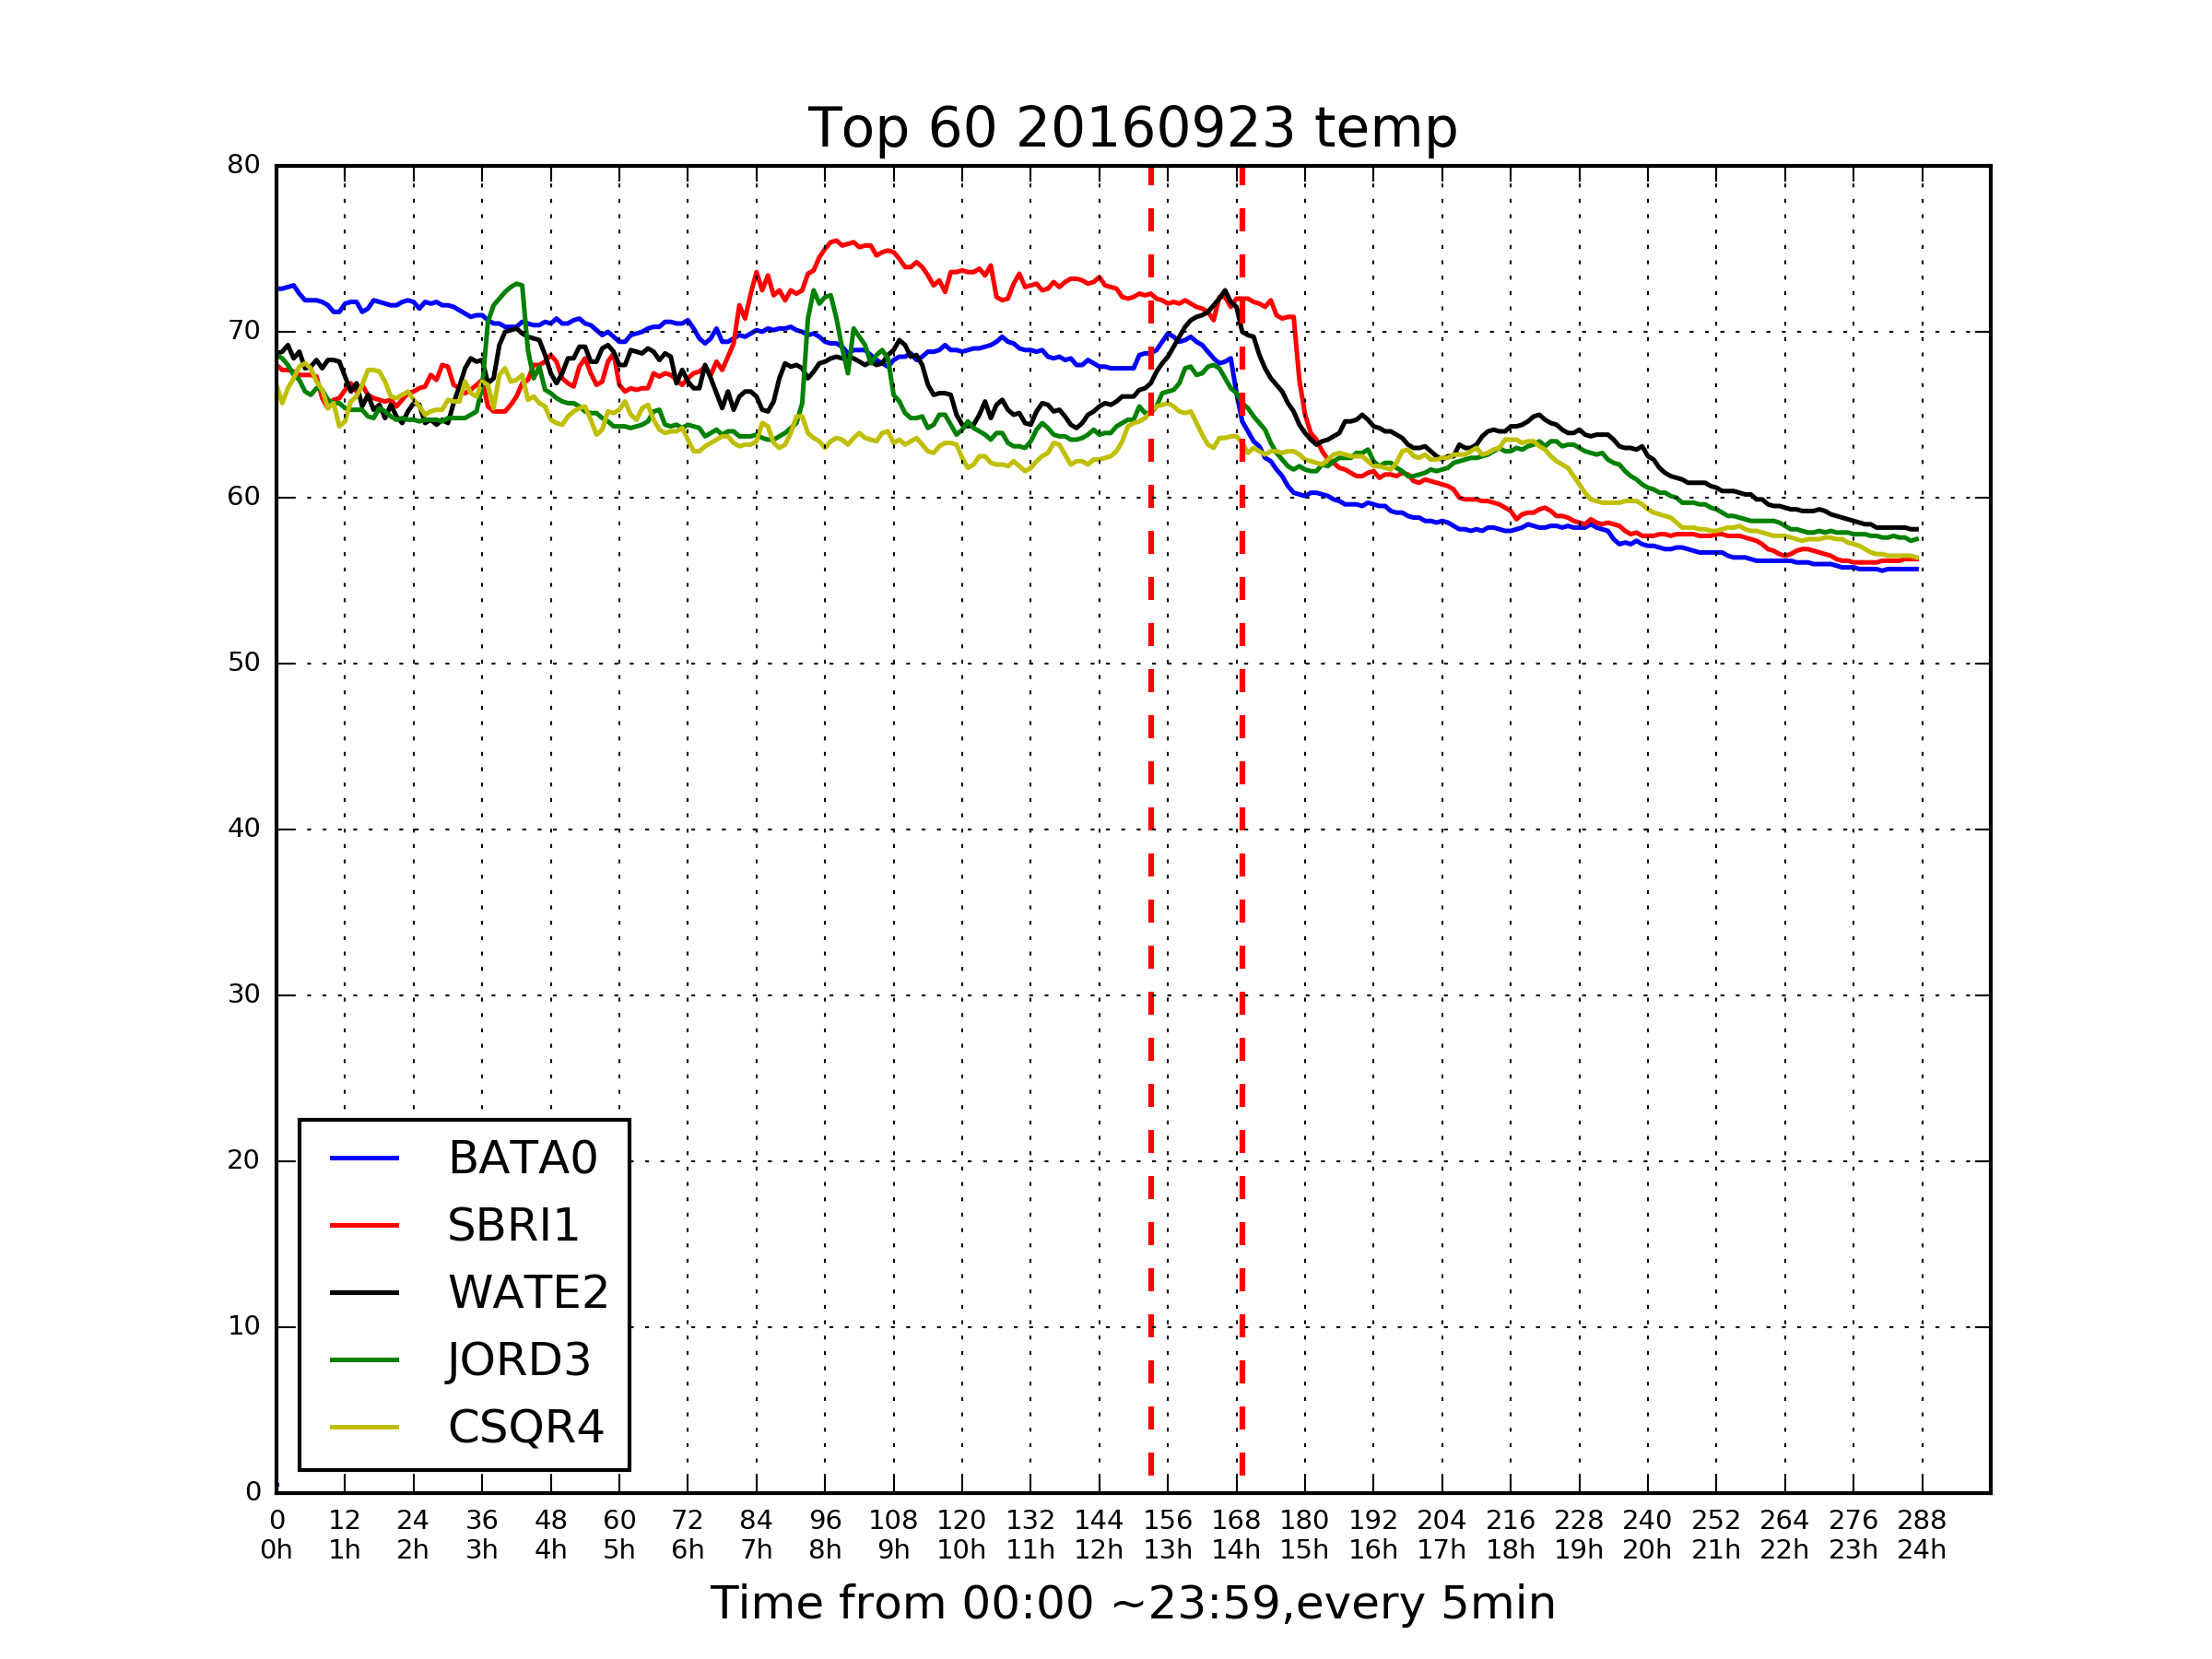 Top 60 20160923 temp
80
70
60
50
40
30
20
10
0
BATA0
SBRI1
WATE2
JORD3
CSQR4
0 12 24 36 48 60 72 84 96 108 120 132 144 156 168 180 192 204 216 228 240 252 264 276 288
0h 1h 2h 3h 4h 5h 6h 7h 8h 9h 10h 11h 12h 13h 14h 15h 16h 17h 18h 19h 20h 21h 22h 23h 24h
Time from 00:00 ~23:59,every 5min